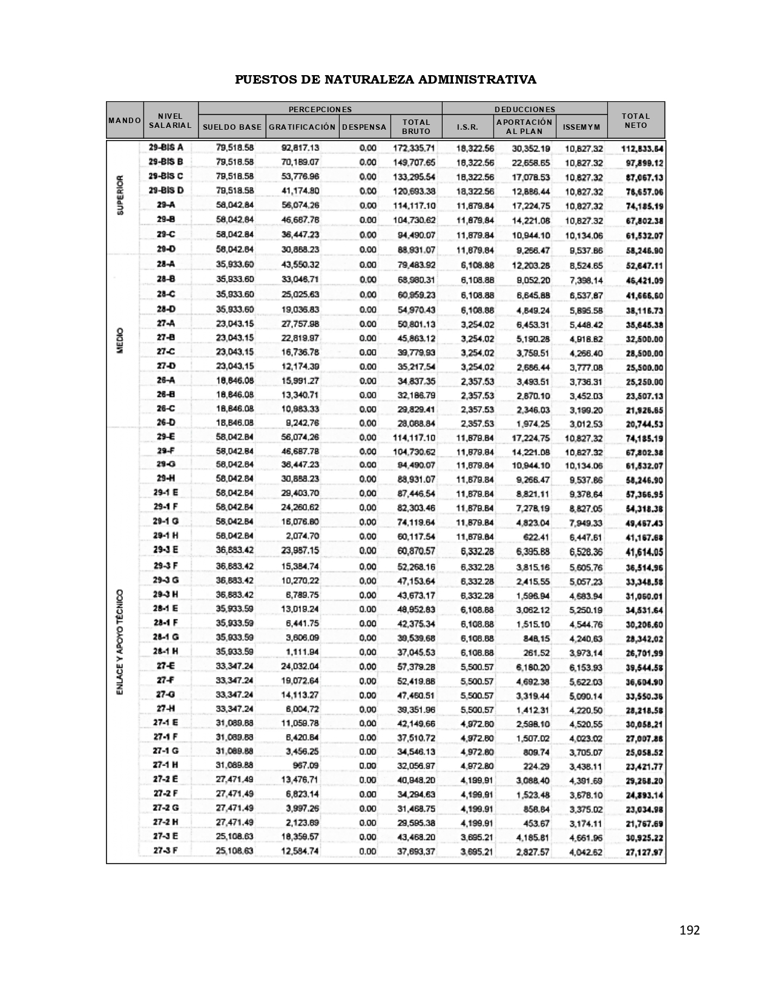 PUESTOS DE NATURALEZA ADMINISTRATIVA
MANDO NIVEL SALARIAL PERCEPCIONES DEDUCCIONES TOTAL NETO
SUELDO BASE GRATIFICACIÓN DESPENSA TOTAL BRUTO I.S.R. APORTACIÓN AL PLAN ISSEMYM
SUPERIOR
29-BIS A 79,518.58 92,817.13 0.00 172,335.71 18,322.56 30,352.19 10,827.32 112,833.64
29-BIS B 79,518.58 70,189.07 0.00 149,707.65 18,322.56 22,658.65 10,827.32 97,899.12
29-BIS C 79,518.58 53,776.96 0.00 133,295.54 18,322.56 17,078.53 10,827.32 87,067.13
29-BIS D 79,518.58 41,174.80 0.00 120,693.38 18,322.56 12,886.44 10,827.32 78,657.06
29-A 58,042.84 56,074.26 0.00 114,117.10 11,879.84 17,224.75 10,827.32 74,185.19
29-B 58,042.84 46,687.78 0.00 104,730.62 11,879.84 14,221.08 10,827.32 67,802.38
29-C 58,042.84 36,447.23 0.00 94,490.07 11,879.84 10,944.10 10,134.06 61,532.07
29-D 58,042.84 30,888.23 0.00 88,931.07 11,879.84 9,266.47 9,537.86 58,246.90
MEDIO
28-A 35,933.60 43,550.32 0.00 79,483.92 6,108.88 12,203.28 8,524.65 52,647.11
28-B 35,933.60 33,046.71 0.00 68,980.31 6,108.88 9,052.20 7,398.14 46,421.09
28-C 35,933.60 25,025.63 0.00 60,959.23 6,108.88 6,645.88 6,537.87 41,666.60
28-D 35,933.60 19,036.83 0.00 54,970.43 6,108.88 4,849.24 5,895.58 38,116.73
27-A 23,043.15 27,757.98 0.00 50,801.13 3,254.02 6,453.31 5,448.42 35,645.38
27-B 23,043.15 22,819.97 0.00 45,863.12 3,254.02 5,190.28 4,918.82 32,500.00
27-C 23,043.15 16,736.78 0.00 39,779.93 3,254.02 3,759.51 4,266.40 28,500.00
27-D 23,043.15 12,174.39 0.00 35,217.54 3,254.02 2,686.44 3,777.08 25,500.00
26-A 18,846.08 15,991.27 0.00 34,837.35 2,357.53 3,493.51 3,736.31 25,250.00
26-B 18,846.08 13,340.71 0.00 32,186.79 2,357.53 2,870.10 3,452.03 23,507.13
26-C 18,846.08 10,983.33 0.00 29,829.41 2,357.53 2,346.03 3,199.20 21,926.65
26-D 18,846.08 9,242.76 0.00 28,088.84 2,357.53 1,974.25 3,012.53 20,744.53
ENLACE Y APOYO TÉCNICO
29-E 58,042.84 56,074.26 0.00 114,117.10 11,879.84 17,224.75 10,827.32 74,185.19
29-F 58,042.84 46,687.78 0.00 104,730.62 11,879.84 14,221.08 10,827.32 67,802.38
29-G 58,042.84 36,447.23 0.00 94,490.07 11,879.84 10,944.10 10,134.06 61,532.07
29-H 58,042.84 30,888.23 0.00 88,931.07 11,879.84 9,266.47 9,537.86 58,246.90
29-1 E 58,042.84 29,403.70 0.00 87,446.54 11,879.84 8,821.11 9,378.64 57,366.95
29-1 F 58,042.84 24,260.62 0.00 82,303.46 11,879.84 7,278.19 8,827.05 54,318.38
29-1 G 58,042.84 16,076.80 0.00 74,119.64 11,879.84 4,823.04 7,949.33 49,467.43
29-1 H 58,042.84 2,074.70 0.00 60,117.54 11,879.84 622.41 6,447.61 41,167.68
29-3 E 36,883.42 23,987.15 0.00 60,870.57 6,332.28 6,395.88 6,528.36 41,614.05
29-3 F 36,883.42 15,384.74 0.00 52,268.16 6,332.28 3,815.16 5,605.76 36,514.96
29-3 G 36,883.42 10,270.22 0.00 47,153.64 6,332.28 2,415.55 5,057.23 33,348.58
29-3 H 36,883.42 6,789.75 0.00 43,673.17 6,332.28 1,596.94 4,683.94 31,060.01
28-1 E 35,933.59 13,019.24 0.00 48,952.83 6,108.88 3,062.12 5,250.19 34,531.64
28-1 F 35,933.59 6,441.75 0.00 42,375.34 6,108.88 1,515.10 4,544.76 30,206.60
28-1 G 35,933.59 3,606.09 0.00 39,539.68 6,108.88 848.15 4,240.63 28,342.02
28-1 H 35,933.59 1,111.94 0.00 37,045.53 6,108.88 261.52 3,973.14 26,701.99
27-E 33,347.24 24,032.04 0.00 57,379.28 5,500.57 6,180.20 6,153.93 39,544.58
27-F 33,347.24 19,072.64 0.00 52,419.88 5,500.57 4,692.38 5,622.03 36,604.90
27-G 33,347.24 14,113.27 0.00 47,460.51 5,500.57 3,319.44 5,090.14 33,550.36
27-H 33,347.24 6,004.72 0.00 39,351.96 5,500.57 1,412.31 4,220.50 28,218.58
27-1 E 31,089.88 11,059.78 0.00 42,149.66 4,972.80 2,598.10 4,520.55 30,058.21
27-1 F 31,089.88 6,420.84 0.00 37,510.72 4,972.80 1,507.02 4,023.02 27,007.88
27-1 G 31,089.88 3,456.25 0.00 34,546.13 4,972.80 809.74 3,705.07 25,058.52
27-1 H 31,089.88 967.09 0.00 32,056.97 4,972.80 224.29 3,438.11 23,421.77
27-2 E 27,471.49 13,476.71 0.00 40,948.20 4,199.91 3,088.40 4,391.69 29,268.20
27-2 F 27,471.49 6,823.14 0.00 34,294.63 4,199.91 1,523.48 3,678.10 24,893.14
27-2 G 27,471.49 3,997.26 0.00 31,468.75 4,199.91 858.84 3,375.02 23,034.98
27-2 H 27,471.49 2,123.89 0.00 29,595.38 4,199.91 453.67 3,174.11 21,767.69
27-3 E 25,108.63 18,359.57 0.00 43,468.20 3,695.21 4,185.81 4,661.96 30,925.22
27-3 F 25,108.63 12,584.74 0.00 37,693.37 3,695.21 2,827.57 4,042.62 27,127.97
192